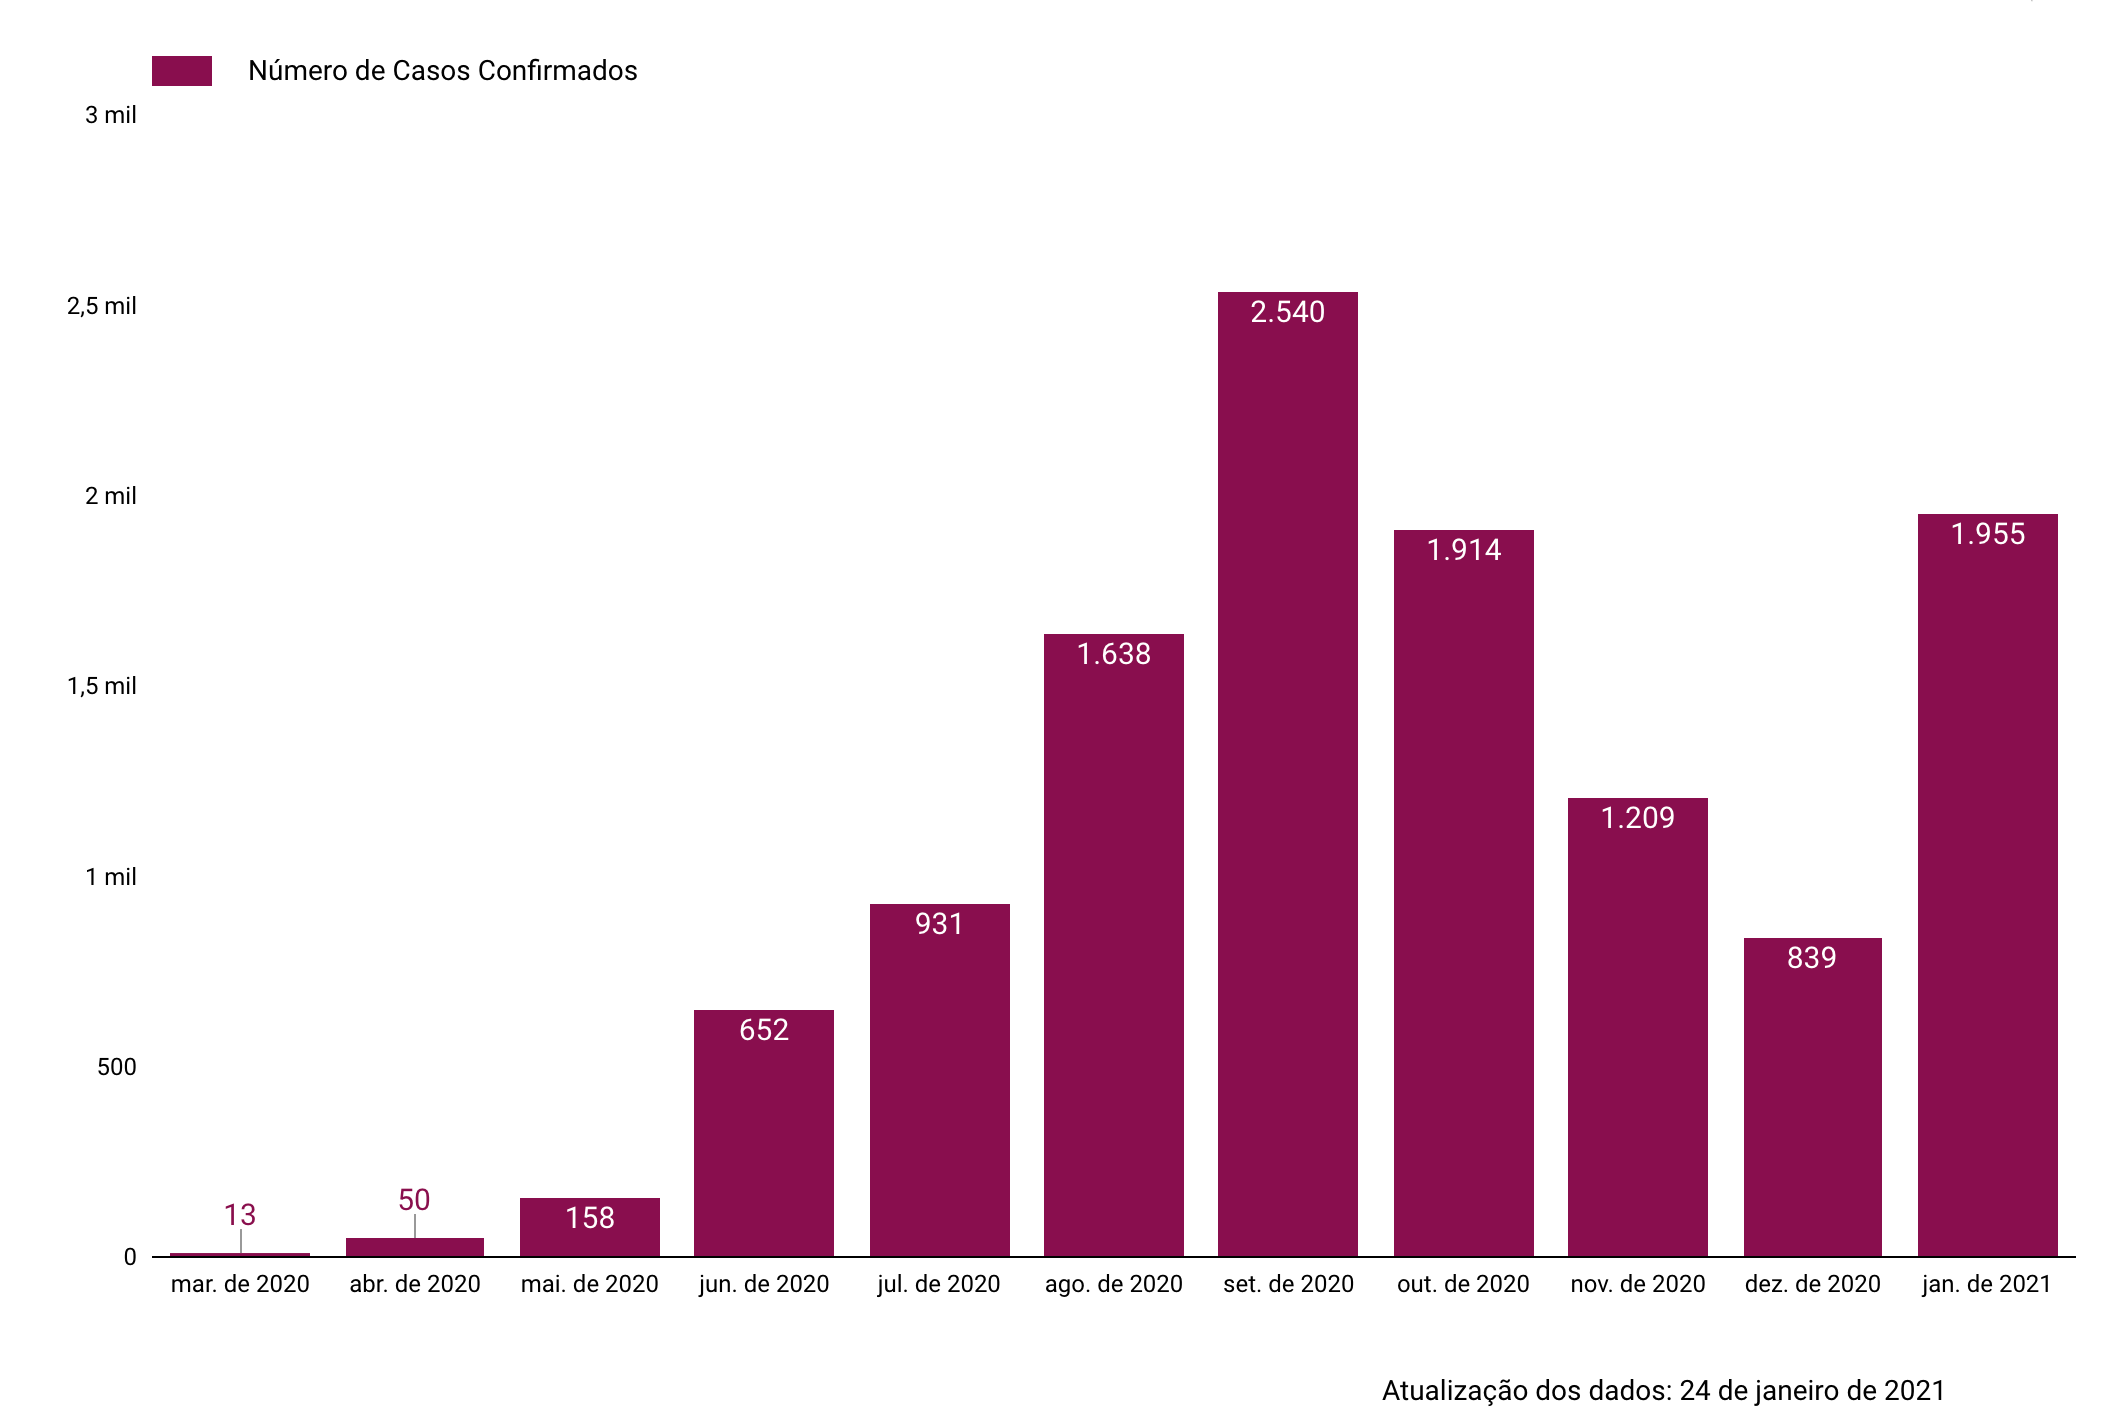 Número de Casos Confirmados
3 mil
2,5 mil
2 mil
1,5 mil
1 mil
500
0
13
50
158
652
931
1.638
2.540
1.914
1.209
839
1.955
mar. de 2020
abr. de 2020
mai. de 2020
jun. de 2020
jul. de 2020
ago. de 2020
set. de 2020
out. de 2020
nov. de 2020
dez. de 2020
jan. de 2021
Atualização dos dados: 24 de janeiro de 2021